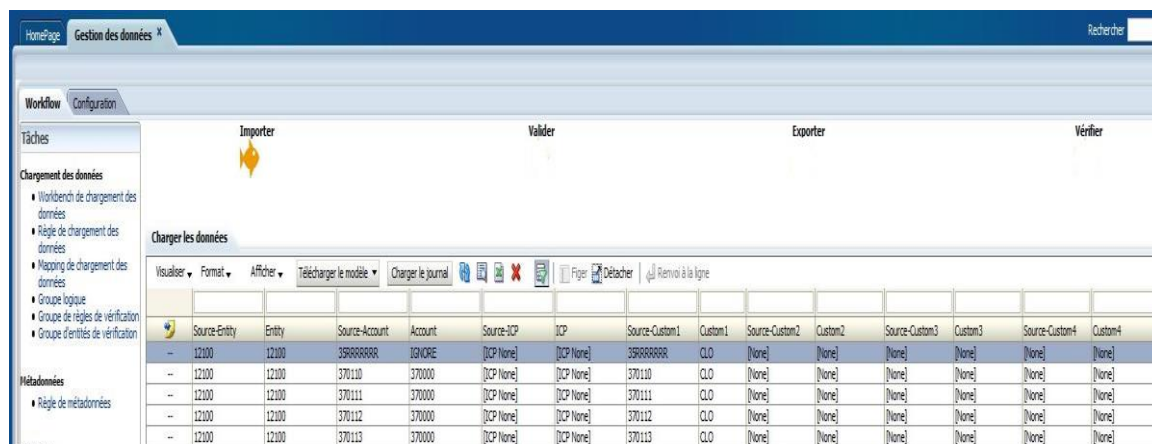 HomePage Gestion des données x Rechercher
Workflow Configuration
Tâches
Chargement des données
Workbench de chargement des
données
Règle de chargement des
données
Mapping de chargement des
données
Groupe logique
Groupe de règles de vérification
Groupe d'entités de vérification
Métadonnées
Règle de métadonnées
Importer Valider Exporter Vérifier
Charger les données
Visualiser Format Afficher Télécharger le modèle Charger le journal Figer Détacher Renvoi à la ligne
Source-Entity Entity Source-Account Account Source-ICP ICP Source-Custom1 Custom1 Source-Custom2 Custom2 Source-Custom3 Custom3 Source-Custom4 Custom4
-- 12100 12100 35RRRRRRR IGNORE [ICP None] [ICP None] 35RRRRRRR CLO [None] [None] [None] [None] [None] [None]
-- 12100 12100 370110 370000 [ICP None] [ICP None] 370110 CLO [None] [None] [None] [None] [None] [None]
-- 12100 12100 370111 370000 [ICP None] [ICP None] 370111 CLO [None] [None] [None] [None] [None] [None]
-- 12100 12100 370112 370000 [ICP None] [ICP None] 370112 CLO [None] [None] [None] [None] [None] [None]
-- 12100 12100 370113 370000 [ICP None] [ICP None] 370113 CLO [None] [None] [None] [None] [None] [None]